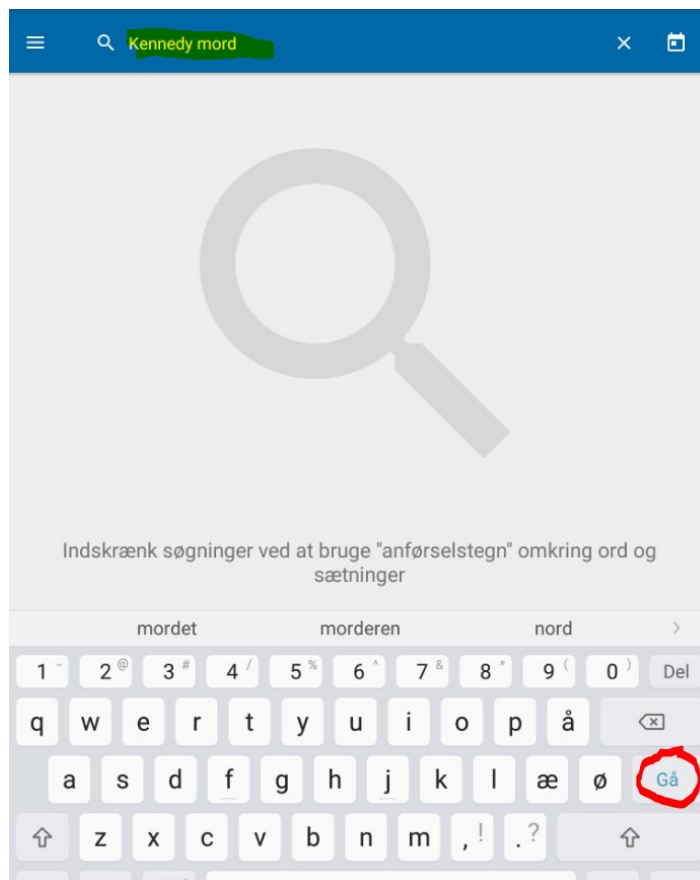 Kennedy mord
Indskrænk søgninger ved at bruge "anførselstegn" omkring ord og
sætninger
mordet morderen nord
1 - 2 @ 3 # 4 / 5 % 6 ^ 7 & 8 * 9 ( 0 ) Del
q w e r t y u i o p å
a s d f g h j k l æ ø Gå
z x c v b n m , ! . ?